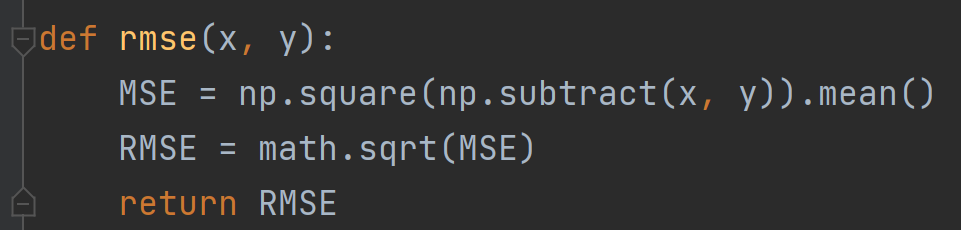 def rmse(x, y):
    MSE = np.square(np.subtract(x, y)).mean()
    RMSE = math.sqrt(MSE)
    return RMSE